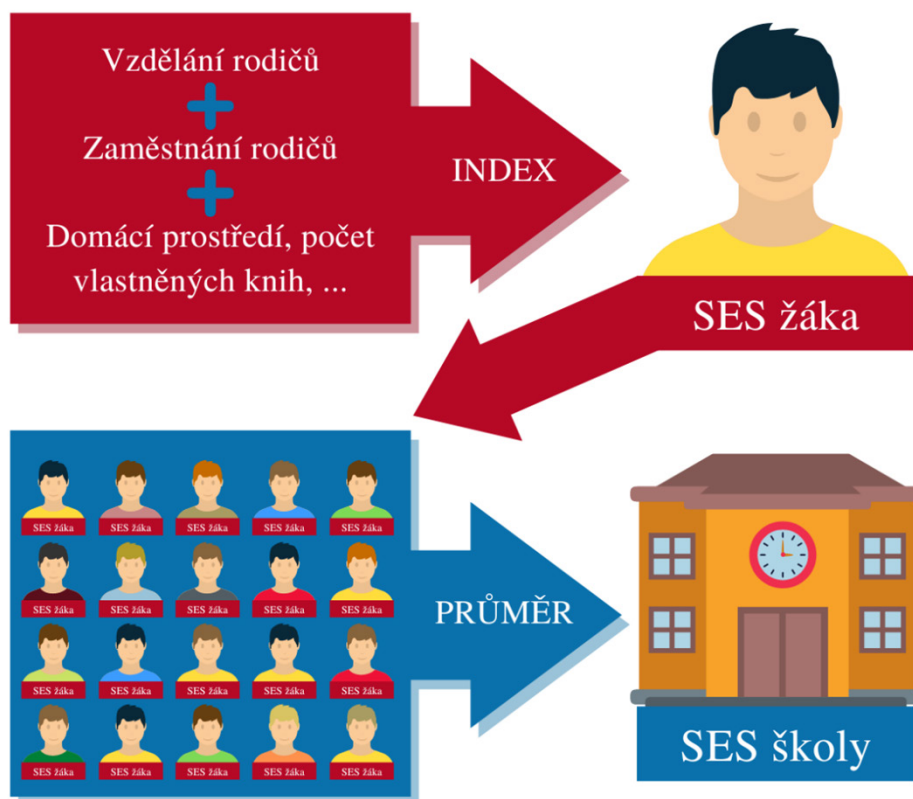 Vzdělání rodičů
+
Zaměstnání rodičů
+
Domácí prostředí, počet
vlastněných knih, ...
INDEX
SES žáka
SES žáka SES žáka SES žáka SES žáka SES žáka
SES žáka SES žáka SES žáka SES žáka SES žáka
SES žáka SES žáka SES žáka SES žáka SES žáka
SES žáka SES žáka SES žáka SES žáka SES žáka
PRŮMĚR
SES školy